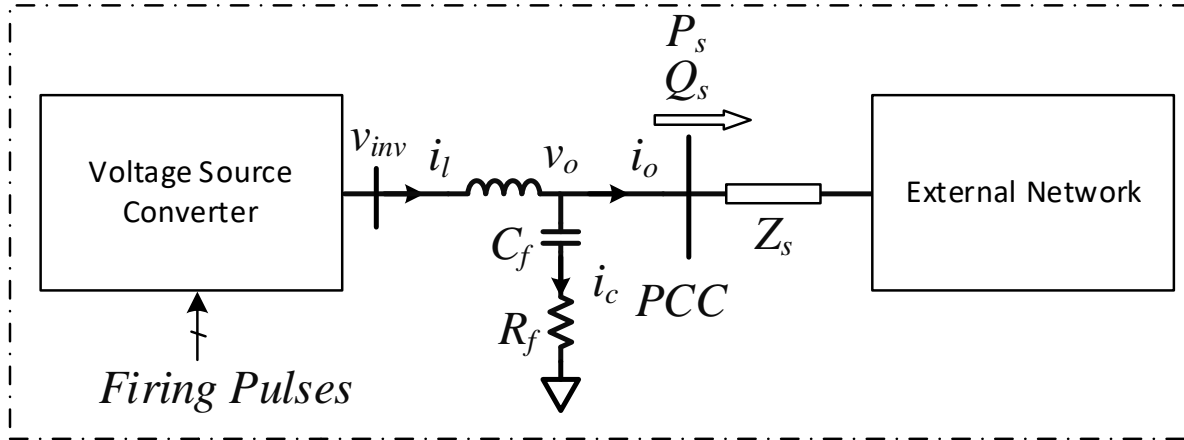 P_s
Q_s
Voltage Source
Converter
v_inv
i_l
v_o
i_o
External Network
C_f
Z_s
i_c
PCC
R_f
Firing Pulses